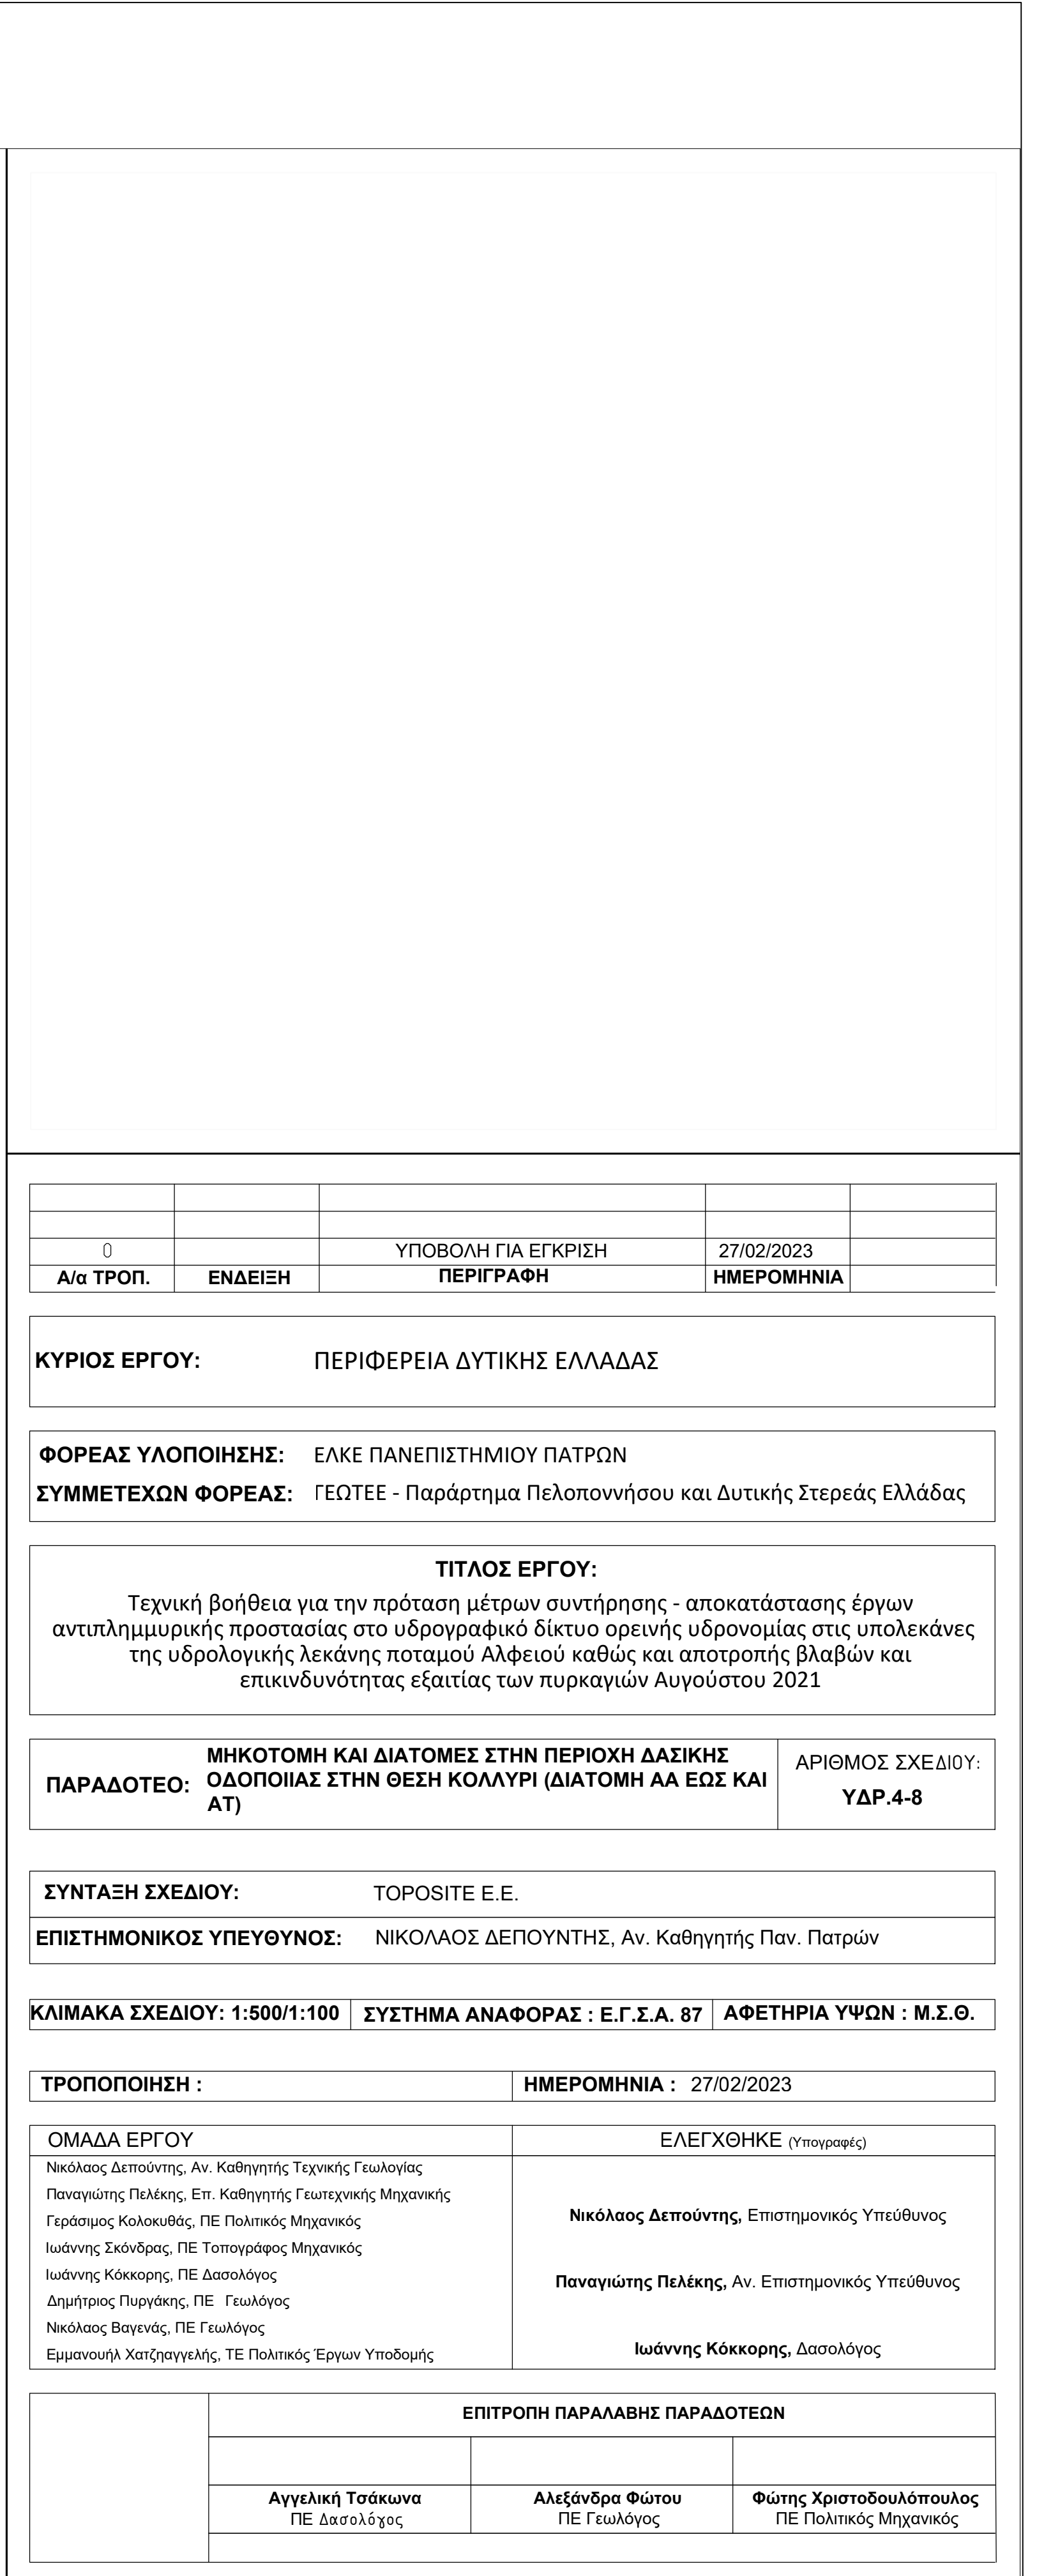 0 ΥΠΟΒΟΛΗ ΓΙΑ ΕΓΚΡΙΣΗ 27/02/2023
Α/α ΤΡΟΠ. ΕΝΔΕΙΞΗ ΠΕΡΙΓΡΑΦΗ ΗΜΕΡΟΜΗΝΙΑ
ΚΥΡΙΟΣ ΕΡΓΟΥ: ΠΕΡΙΦΕΡΕΙΑ ΔΥΤΙΚΗΣ ΕΛΛΑΔΑΣ
ΦΟΡΕΑΣ ΥΛΟΠΟΙΗΣΗΣ: ΕΛΚΕ ΠΑΝΕΠΙΣΤΗΜΙΟΥ ΠΑΤΡΩΝ
ΣΥΜΜΕΤΕΧΩΝ ΦΟΡΕΑΣ: ΓΕΩΤΕΕ - Παράρτημα Πελοποννήσου και Δυτικής Στερεάς Ελλάδας
ΤΙΤΛΟΣ ΕΡΓΟΥ:
Τεχνική βοήθεια για την πρόταση μέτρων συντήρησης - αποκατάστασης έργων
αντιπλημμυρικής προστασίας στο υδρογραφικό δίκτυο ορεινής υδρονομίας στις υπολεκάνες
της υδρολογικής λεκάνης ποταμού Αλφειού καθώς και αποτροπής βλαβών και
επικινδυνότητας εξαιτίας των πυρκαγιών Αυγούστου 2021
ΠΑΡΑΔΟΤΕΟ:
ΜΗΚΟΤΟΜΗ ΚΑΙ ΔΙΑΤΟΜΕΣ ΣΤΗΝ ΠΕΡΙΟΧΗ ΔΑΣΙΚΗΣ
ΟΔΟΠΟΙΙΑΣ ΣΤΗΝ ΘΕΣΗ ΚΟΛΛΥΡΙ (ΔΙΑΤΟΜΗ ΑΑ ΕΩΣ ΚΑΙ
ΑΤ)
ΑΡΙΘΜΟΣ ΣΧΕΔΙΟΥ:
ΥΔΡ.4-8
ΣΥΝΤΑΞΗ ΣΧΕΔΙΟΥ: TOPOSITE E.E.
ΕΠΙΣΤΗΜΟΝΙΚΟΣ ΥΠΕΥΘΥΝΟΣ: ΝΙΚΟΛΑΟΣ ΔΕΠΟΥΝΤΗΣ, Αν. Καθηγητής Παν. Πατρών
ΚΛΙΜΑΚΑ ΣΧΕΔΙΟΥ: 1:500/1:100 ΣΥΣΤΗΜΑ ΑΝΑΦΟΡΑΣ : Ε.Γ.Σ.Α. 87 ΑΦΕΤΗΡΙΑ ΥΨΩΝ : Μ.Σ.Θ.
ΤΡΟΠΟΠΟΙΗΣΗ : ΗΜΕΡΟΜΗΝΙΑ : 27/02/2023
ΟΜΑΔΑ ΕΡΓΟΥ
Νικόλαος Δεπούντης, Αν. Καθηγητής Τεχνικής Γεωλογίας
Παναγιώτης Πελέκης, Επ. Καθηγητής Γεωτεχνικής Μηχανικής
Γεράσιμος Κολοκυθάς, ΠΕ Πολιτικός Μηχανικός
Ιωάννης Σκόνδρας, ΠΕ Τοπογράφος Μηχανικός
Ιωάννης Κόκκορης, ΠΕ Δασολόγος
Δημήτριος Πυργάκης, ΠΕ Γεωλόγος
Νικόλαος Βαγενάς, ΠΕ Γεωλόγος
Εμμανουήλ Χατζηαγγελής, ΤΕ Πολιτικός Έργων Υποδομής
ΕΛΕΓΧΘΗΚΕ (Υπογραφές)
Νικόλαος Δεπούντης, Επιστημονικός Υπεύθυνος
Παναγιώτης Πελέκης, Αν. Επιστημονικός Υπεύθυνος
Ιωάννης Κόκκορης, Δασολόγος
ΕΠΙΤΡΟΠΗ ΠΑΡΑΛΑΒΗΣ ΠΑΡΑΔΟΤΕΩΝ
Αγγελική Τσάκωνα Αλεξάνδρα Φώτου Φώτης Χριστοδουλόπουλος
ΠΕ Δασολόγος ΠΕ Γεωλόγος ΠΕ Πολιτικός Μηχανικός